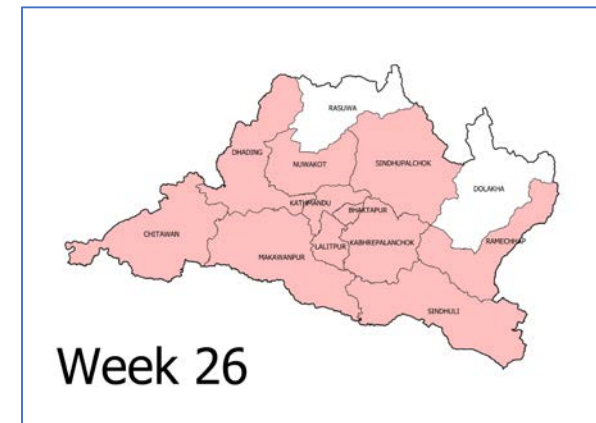 RASUWA
DHADING
NUWAKOT
SINDHUPALCHOK
DOLAKHA
KATHMANDU
BHAKTAPUR
CHITAWAN
LALITPUR
KABHREPALANCHOK
RAMECHHAP
MAKAWANPUR
SINDHULI
Week 26